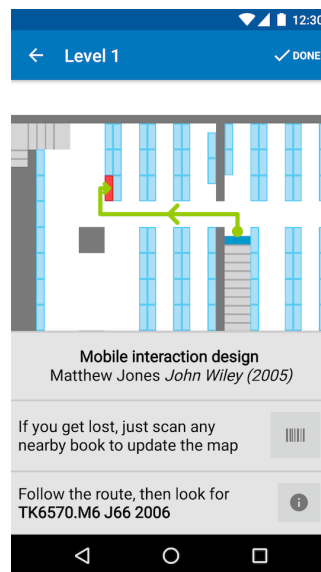 12:30
Level 1
DONE
Mobile interaction design
Matthew Jones John Wiley (2005)
If you get lost, just scan any
nearby book to update the map
Follow the route, then look for
TK6570.M6 J66 2006